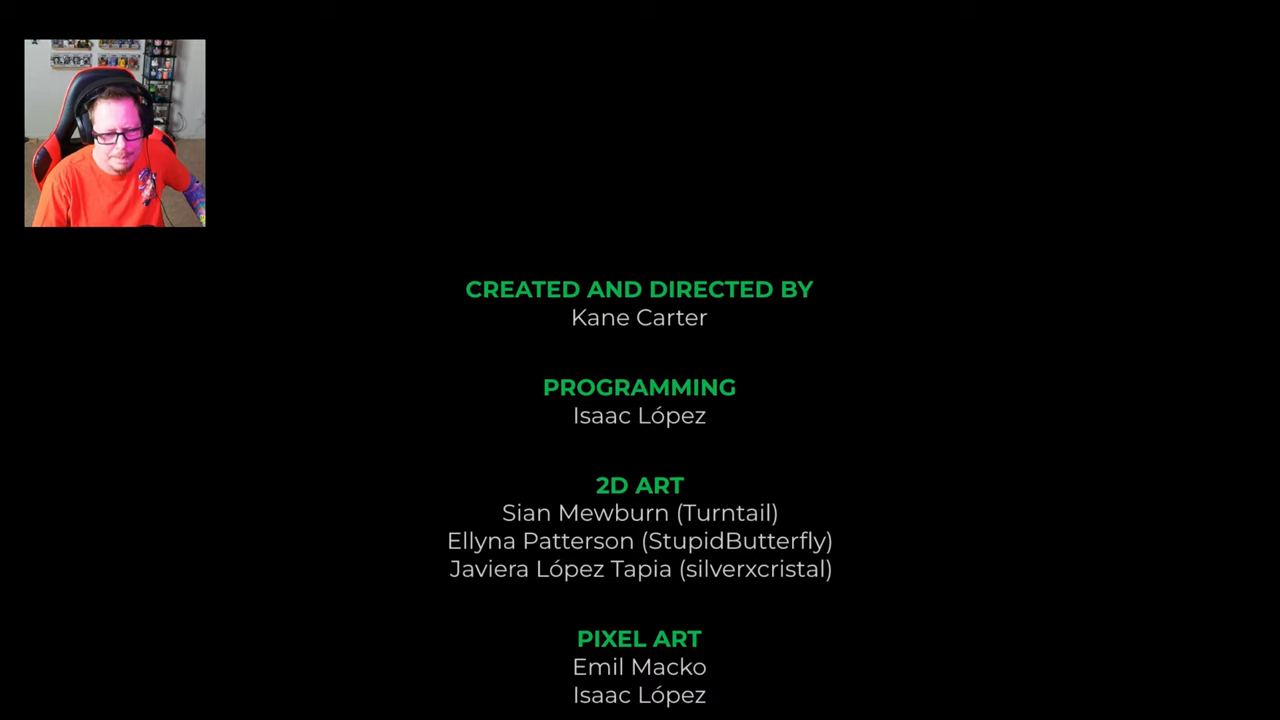 CREATED AND DIRECTED BY
Kane Carter
PROGRAMMING
Isaac López
2D ART
Sian Mewburn (Turntail)
Ellyna Patterson (StupidButterfly)
Javiera López Tapia (silverxcristal)
PIXEL ART
Emil Macko
Isaac López